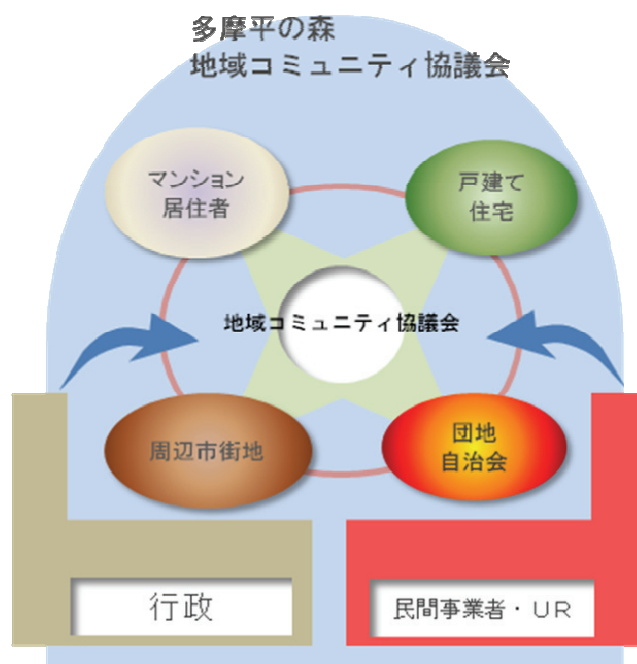 多摩平の森
地域コミュニティ協議会
マンション
居住者
戸建て
住宅
地域コミュニティ協議会
周辺市街地
団地
自治会
行政
民間事業者・UR